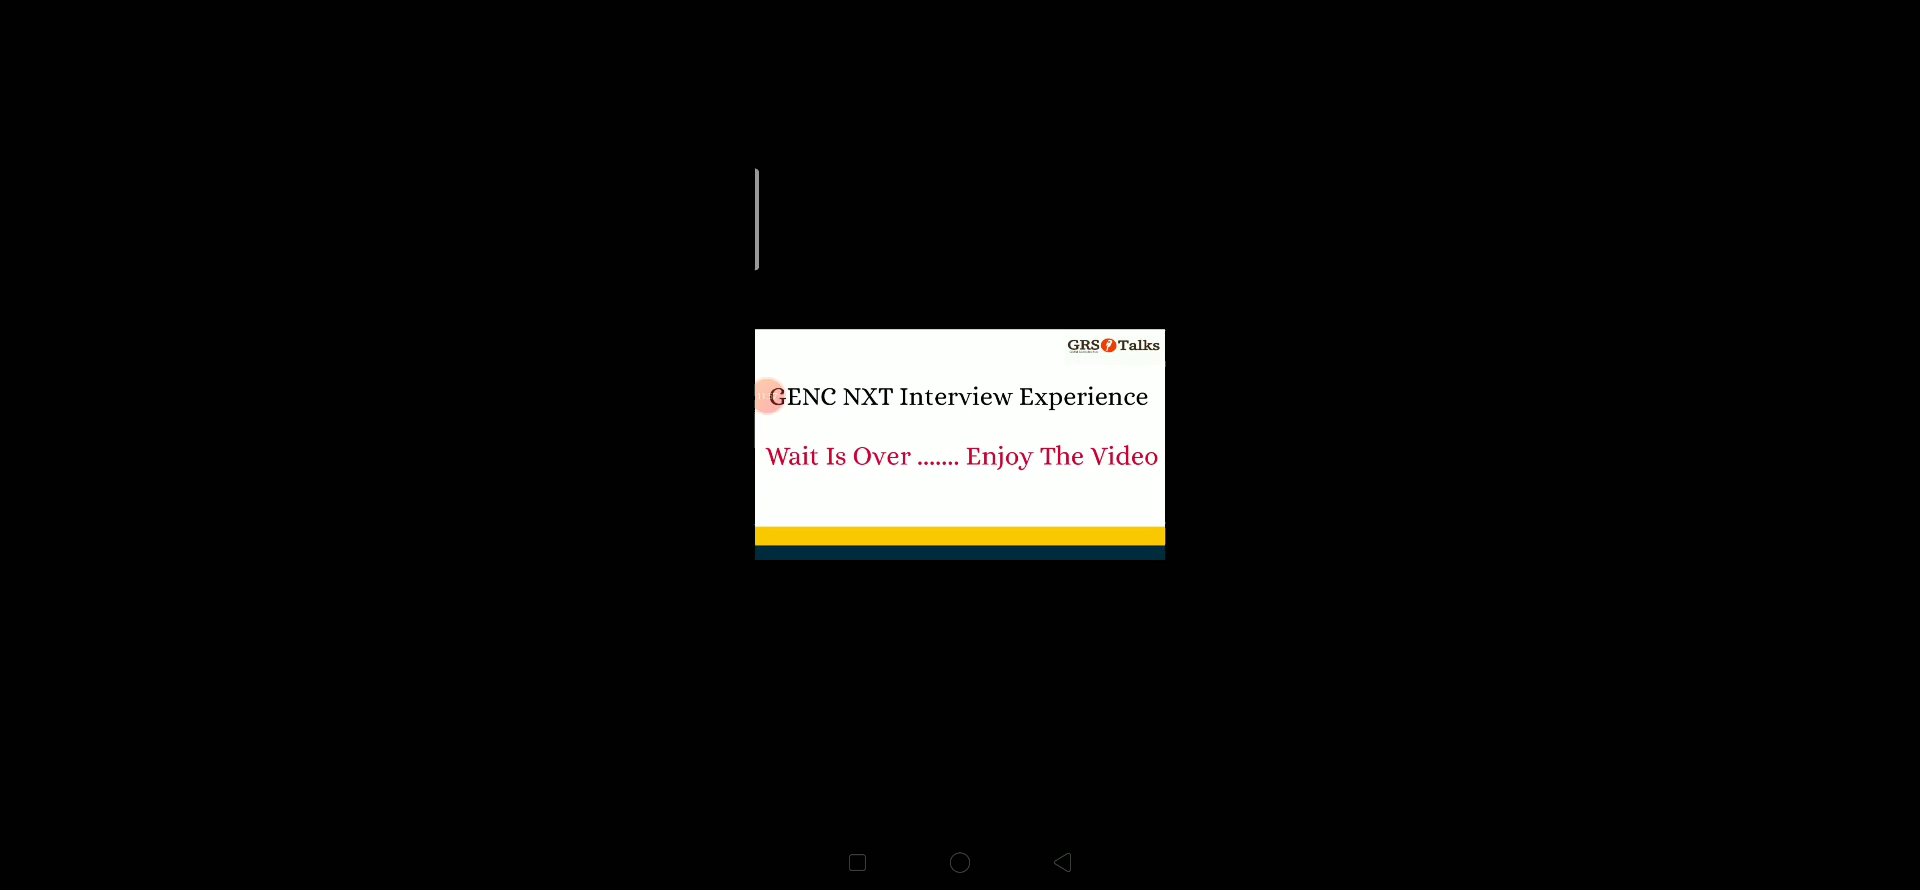 GRS Talks
GENC NXT Interview Experience
Wait Is Over ....... Enjoy The Video